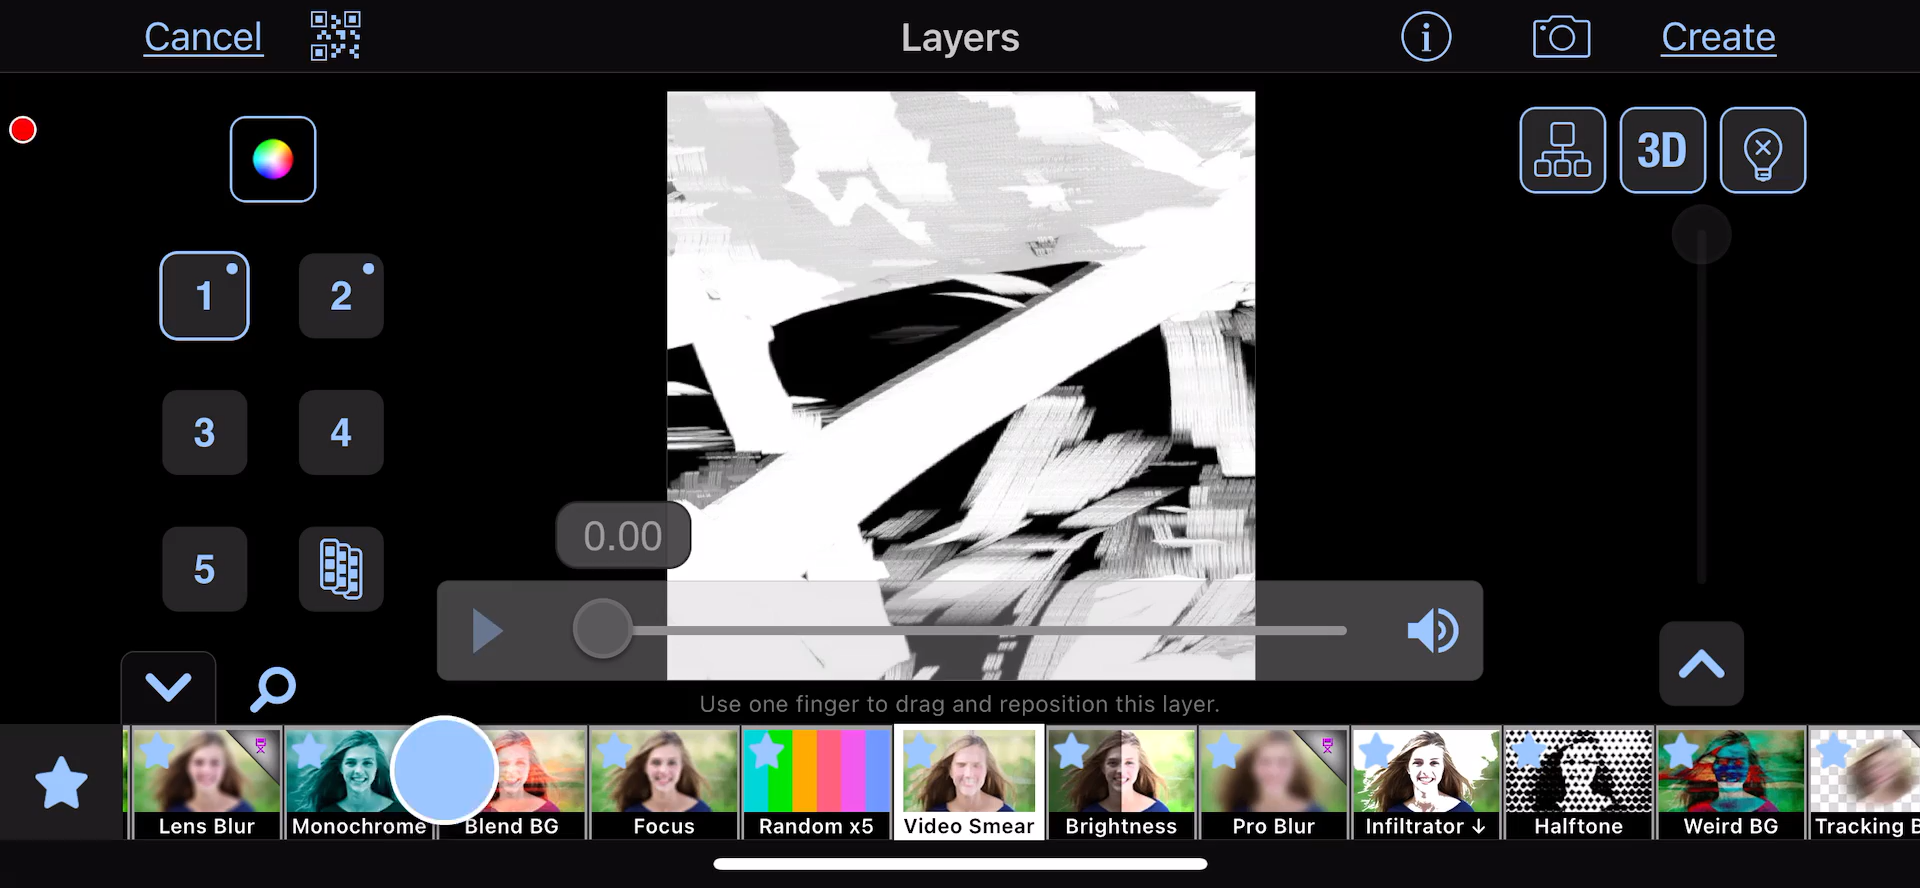 Cancel
Layers
i
Create
3D
1
2
3
4
5
0.00
Use one finger to drag and reposition this layer.
Lens Blur
Monochrome
Blend BG
Focus
Random x5
Video Smear
Brightness
Pro Blur
Infiltrator ↓
Halftone
Weird BG
Tracking B